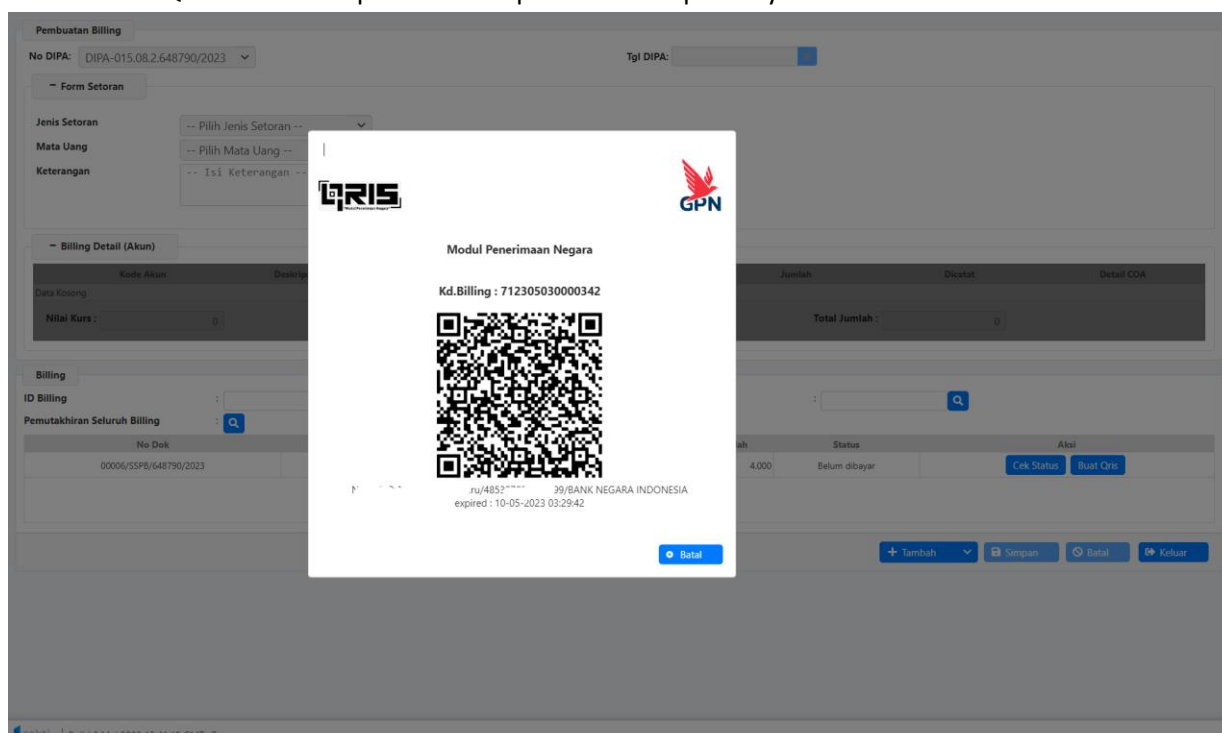 Pembuatan Billing
No DIPA: DIPA-015.08.2.648790/2023 Tgl DIPA:
− Form Setoran
Jenis Setoran -- Pilih Jenis Setoran --
Mata Uang -- Pilih Mata Uang --
Keterangan -- Isi Keterangan --
QRIS
GPN
Modul Penerimaan Negara
Kd.Billing : 712305030000342
− Billing Detail (Akun)
Kode Akun Jumlah Dicatat Detail COA
Data Kosong
Nilai Kurs : 0 Total Jumlah : 0
Billing
ID Billing : :
Pemutakhiran Seluruh Billing :
No Dok Status Aksi
00006/SSPB/648790/2023 4.000 Belum dibayar Cek Status Buat Qris
99/BANK NEGARA INDONESIA
expired : 10-05-2023 03:29:42
Batal
+ Tambah Simpan Batal Keluar